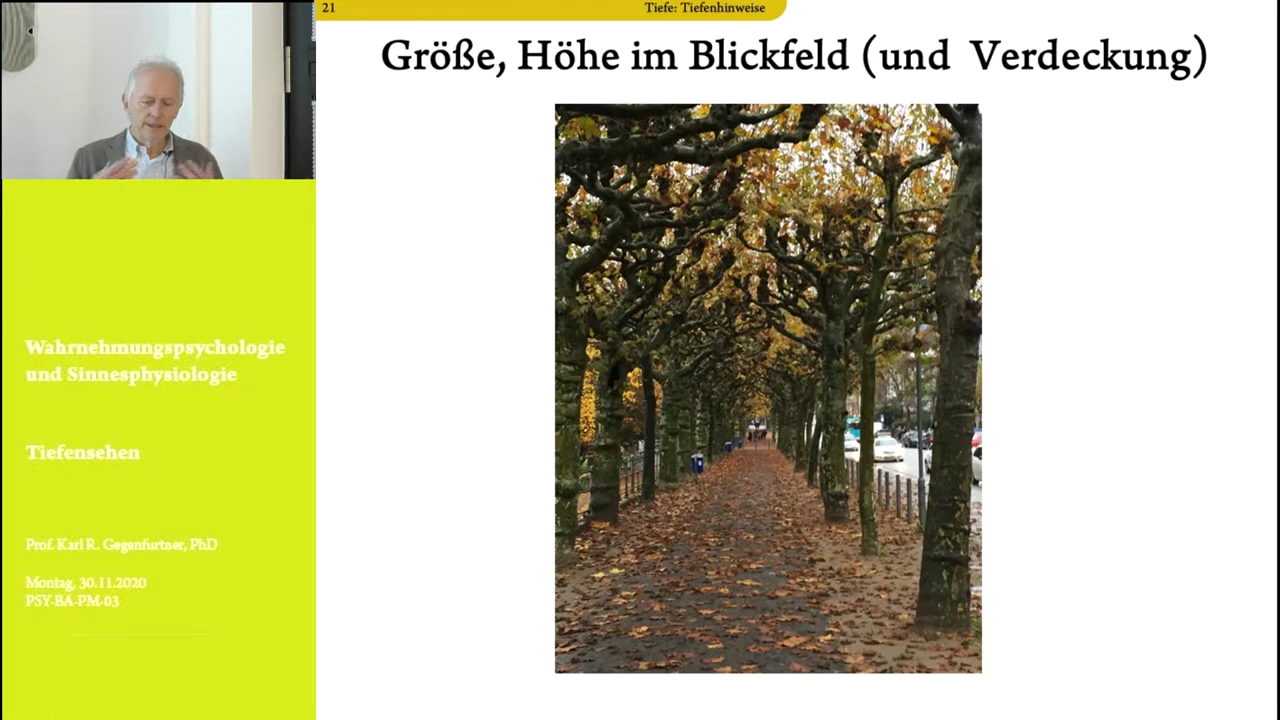 21
Tiefe: Tiefenhinweise
Größe, Höhe im Blickfeld (und Verdeckung)
Wahrnehmungspsychologie
und Sinnesphysiologie
Tiefensehen
Prof. Karl R. Gegenfurtner, PhD
Montag, 30.11.2020
PSY-BA-PM-03